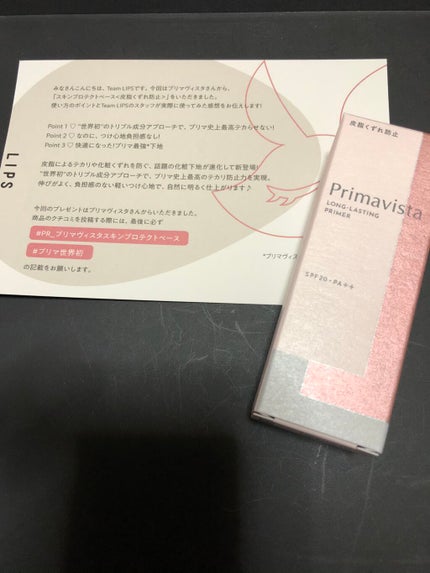 みなさんこんにちは、Team LIPSです。今回はプリマヴィスタさんから、
「スキンプロテクトベース<皮脂くずれ防止>」をいただきました。
使い方のポイントとTeam LIPSのスタッフが実際に使ってみた感想をお伝えします!
Point 1 ♡ "世界初"のトリプル成分アプローチで、プリマ史上最高テカらせない!
Point 2 ♡ なのに、つけ心地負担感なし!
Point 3 ♡ 快適になった!プリマ最強*下地
皮脂によるテカリや化粧くずれを防ぐ、話題の化粧下地が進化して新登場!
"世界初"のトリプル成分アプローチで、プリマ史上最高のテカリ防止力を実現。
伸びがよく、負担感のない軽いつけ心地で、自然に明るく仕上がります♪
今回のプレゼントはプリマヴィスタさんからいただきました。
商品のクチコミを投稿する際には、最後に必ず
#PR_プリマヴィスタスキンプロテクトベース
#プリマ世界初
の記載をお願いします。
*プリマヴィス
LIPS
皮脂くずれ防止
Primavista
LONG-LASTING
PRIMER
SPF20・PA++